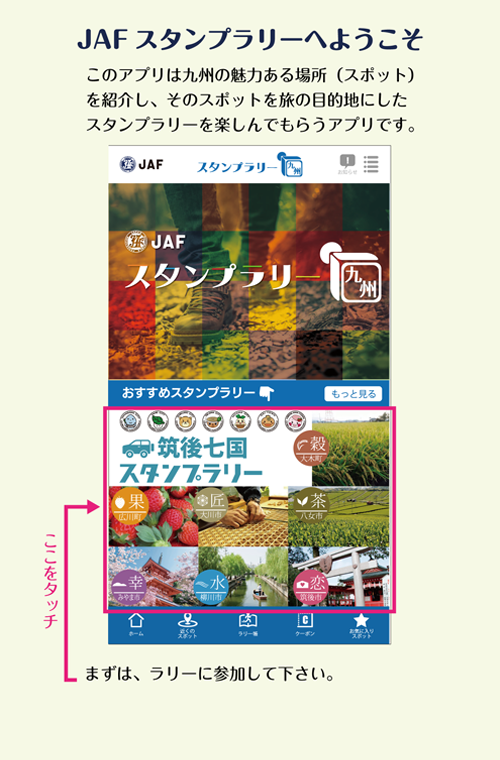 JAF スタンプラリーへようこそ
このアプリは九州の魅力ある場所（スポット）
を紹介し、そのスポットを旅の目的地にした
スタンプラリーを楽しんでもらうアプリです。
JAF
スタンプラリー 九州
お知らせ
JAF
スタンプラリー 九州
おすすめスタンプラリー
もっと見る
筑後七国
スタンプラリー
穀
大木町
果
広川町
匠
大川市
茶
八女市
幸
みやま市
水
柳川市
恋
筑後市
ホーム
近くの
スポット
ラリー帳
クーポン
お気に入り
スポット
ここをタッチ
まずは、ラリーに参加して下さい。